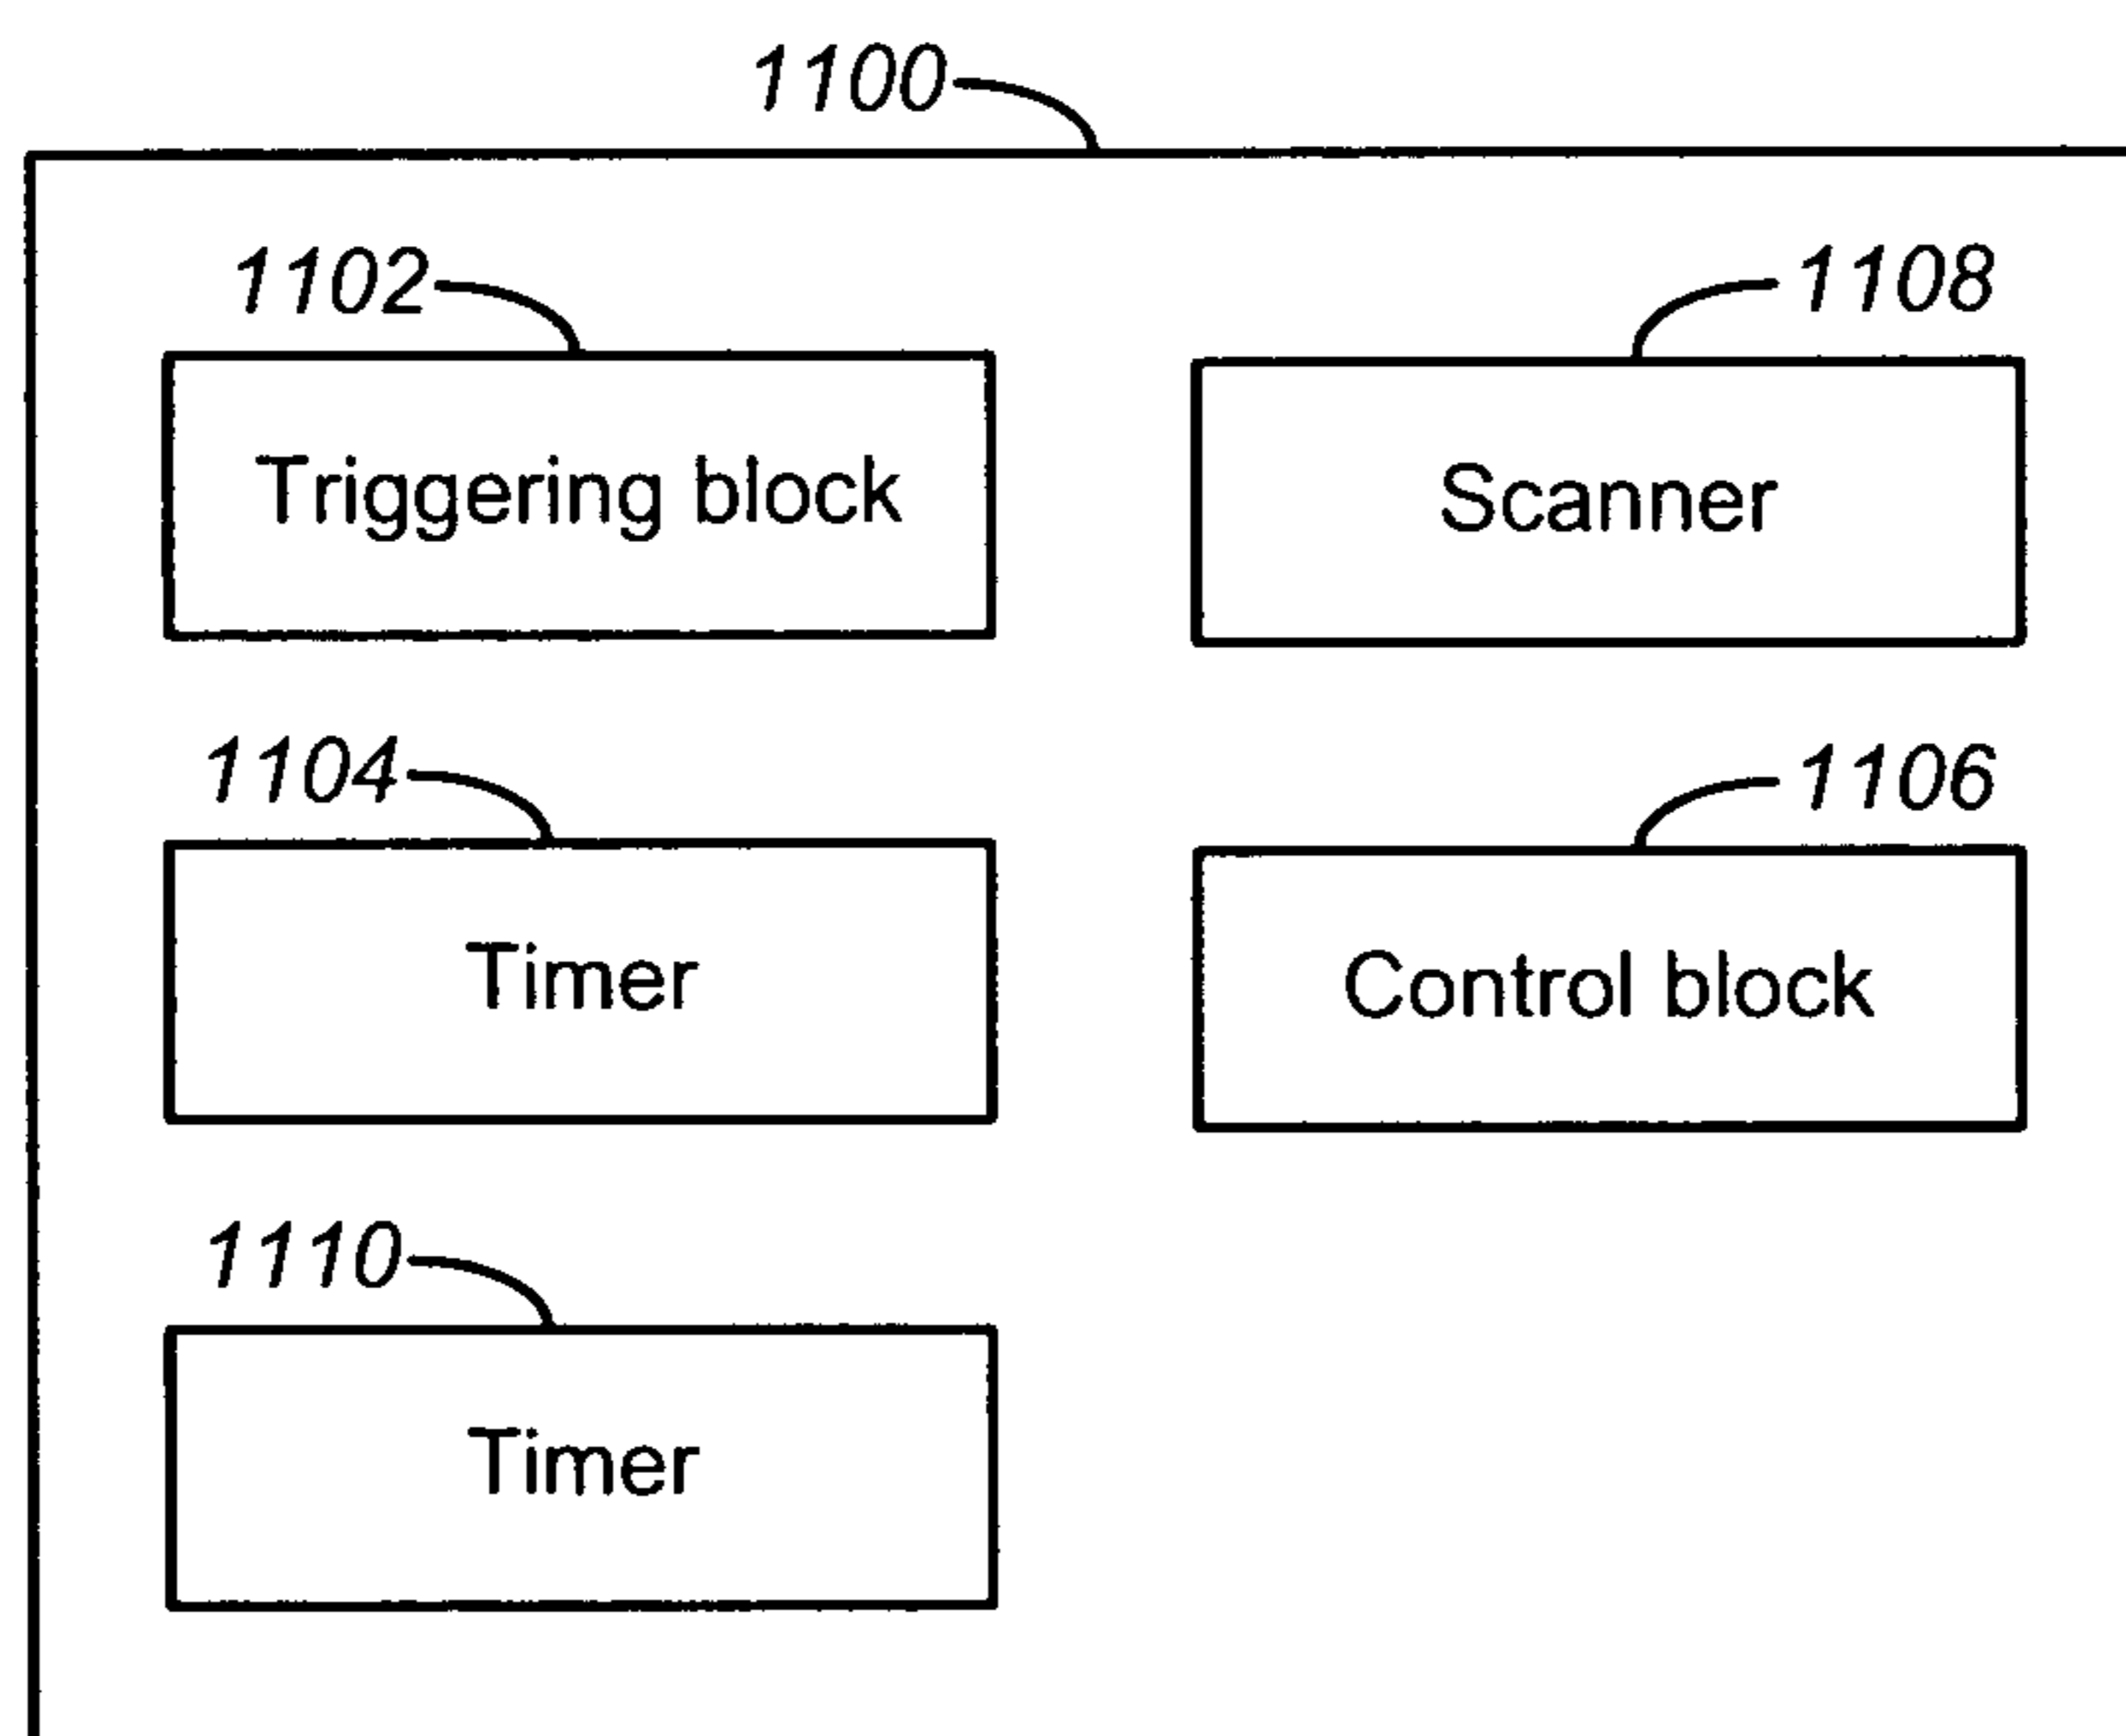 1100
1102
1108
Triggering block
Scanner
1104
1106
Timer
Control block
1110
Timer